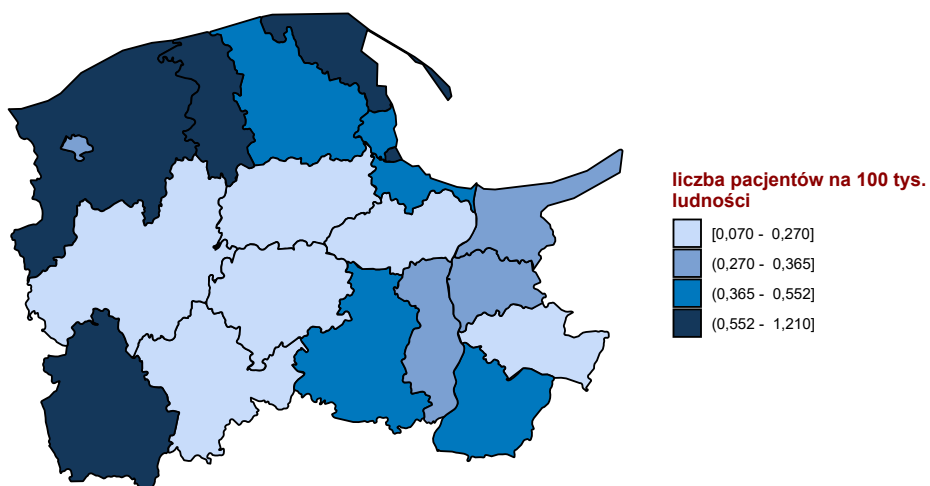 liczba pacjentów na 100 tys.
ludności
[0,070 - 0,270]
(0,270 - 0,365]
(0,365 - 0,552]
(0,552 - 1,210]